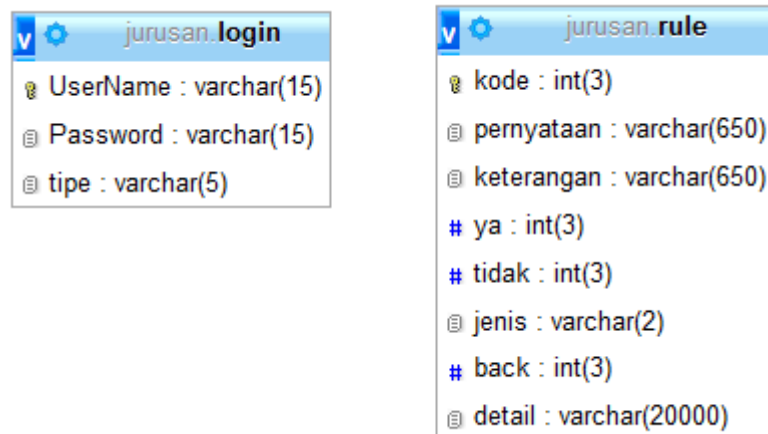 jurusan.login
UserName : varchar(15)
Password : varchar(15)
tipe : varchar(5)
jurusan.rule
kode : int(3)
pernyataan : varchar(650)
keterangan : varchar(650)
# ya : int(3)
# tidak : int(3)
jenis : varchar(2)
# back : int(3)
detail : varchar(20000)